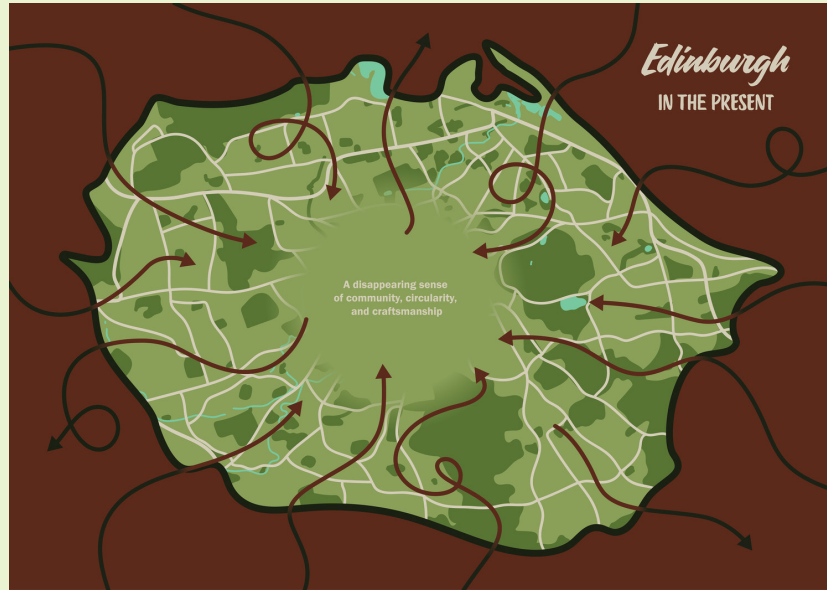 Edinburgh
IN THE PRESENT
A disappearing sense
of community, circularity,
and craftsmanship